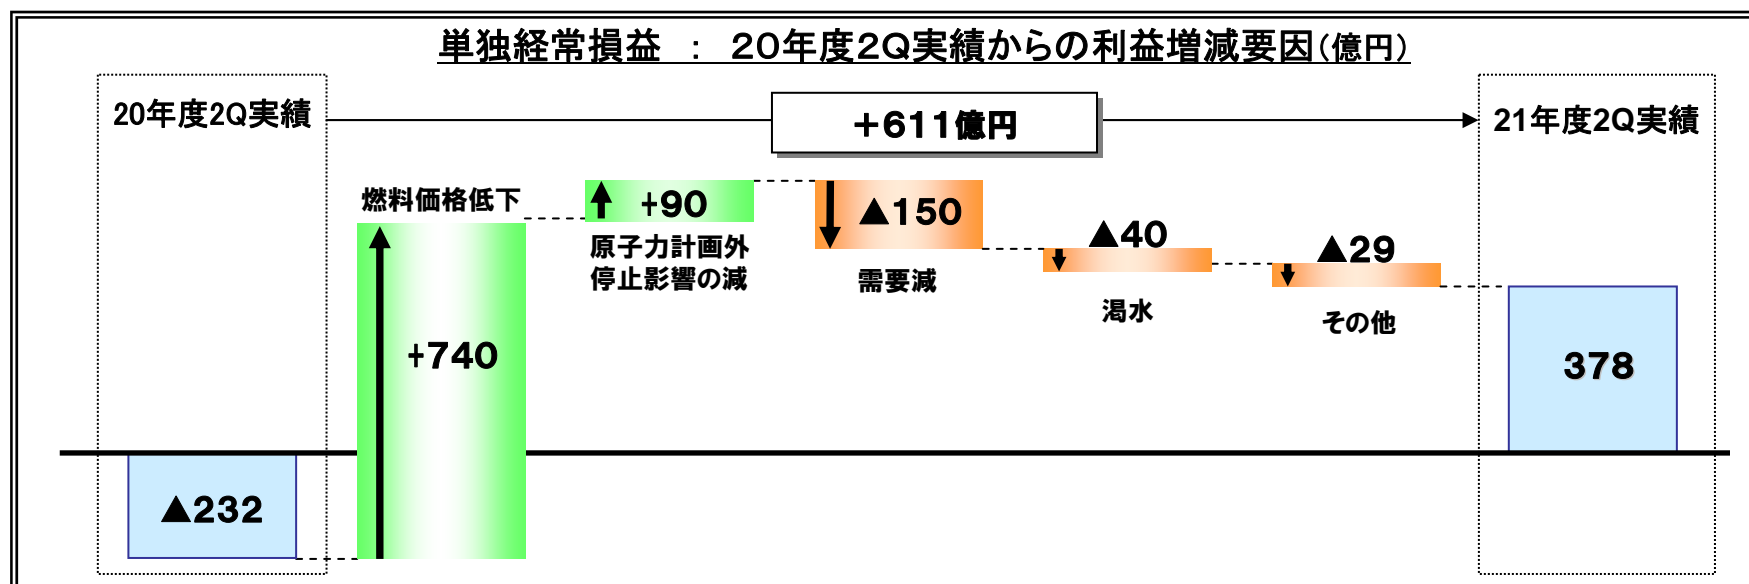 単独経常損益 : 20年度2Q実績からの利益増減要因(億円)
20年度2Q実績
+611億円
21年度2Q実績
燃料価格低下
+740
+90
原子力計画外
停止影響の減
▲150
需要減
▲40
渇水
▲29
その他
378
▲232